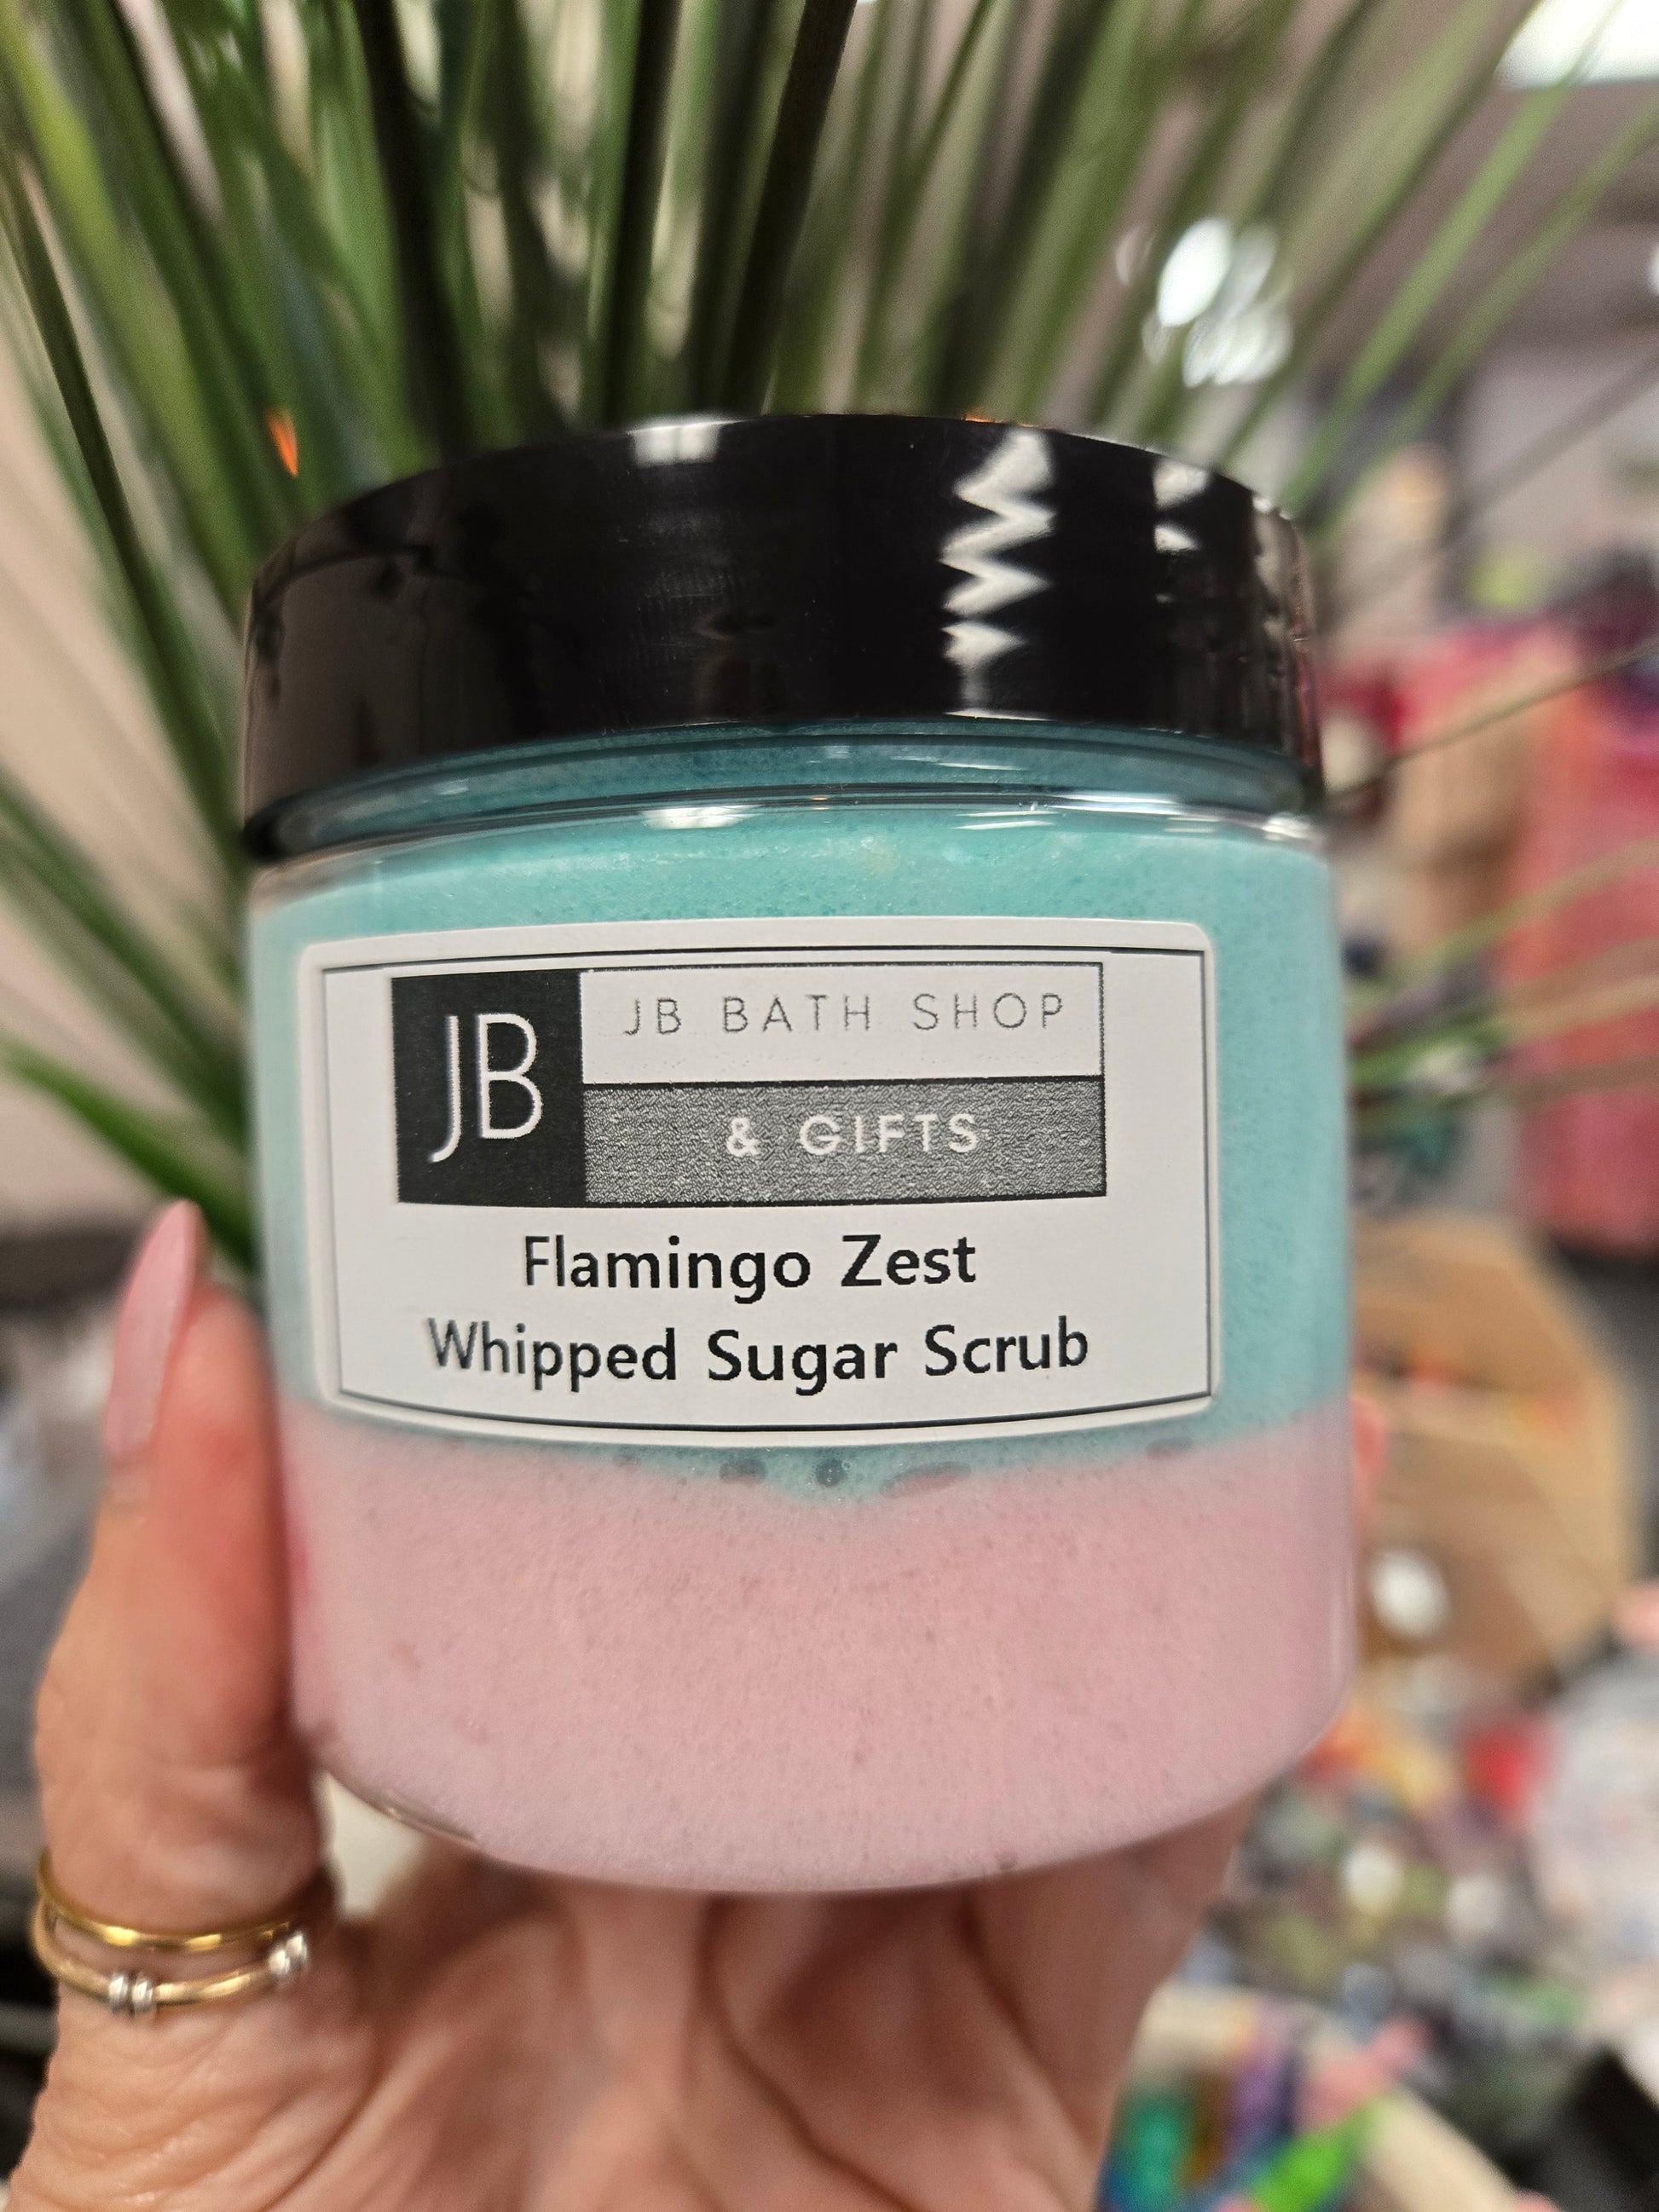 JB
JB BATH SHOP
& GIFTS
Flamingo Zest
Whipped Sugar Scrub